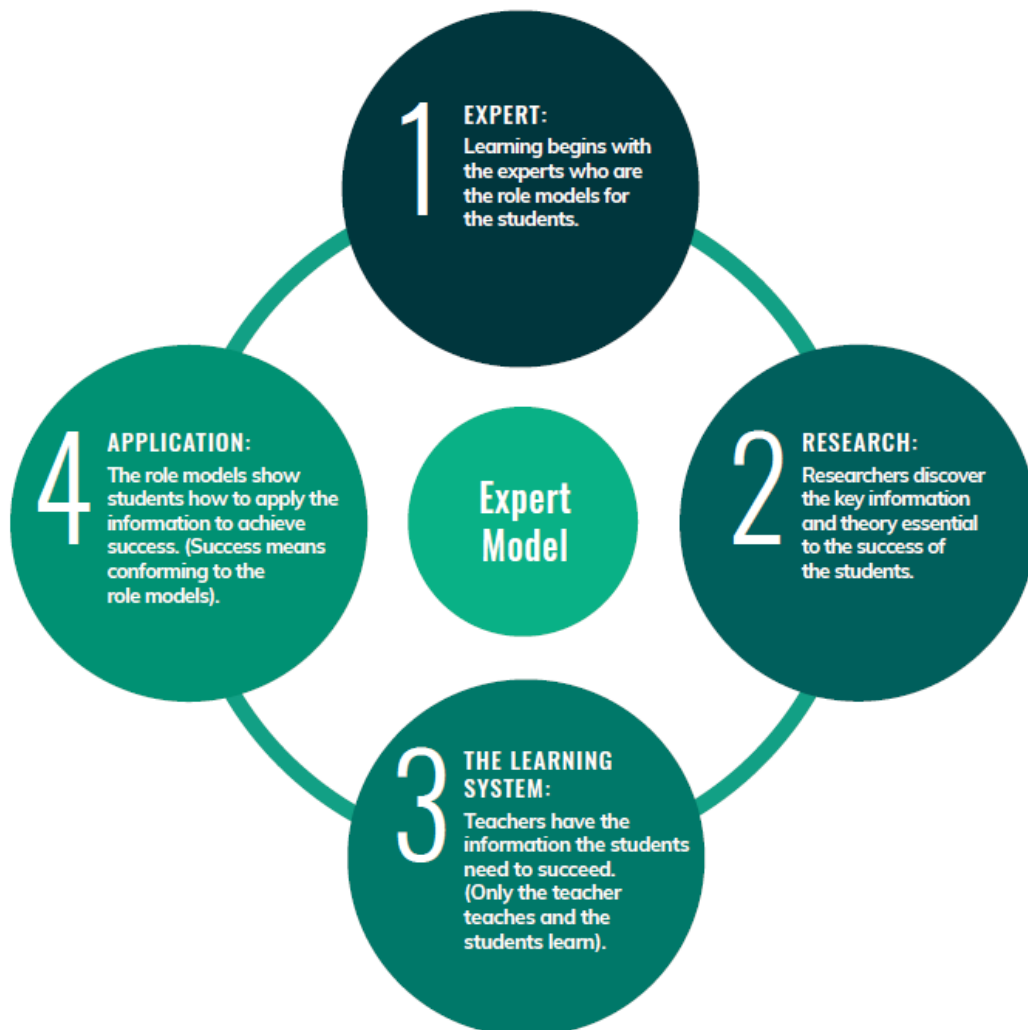 1
EXPERT:
Learning begins with
the experts who are
the role models for
the students.
2
RESEARCH:
Researchers discover
the key information
and theory essential
to the success of
the students.
3
THE LEARNING
SYSTEM:
Teachers have the
information the students
need to succeed.
(Only the teacher
teaches and the
students learn).
4
APPLICATION:
The role models show
students how to apply the
information to achieve
success. (Success means
conforming to the
role models).
Expert
Model